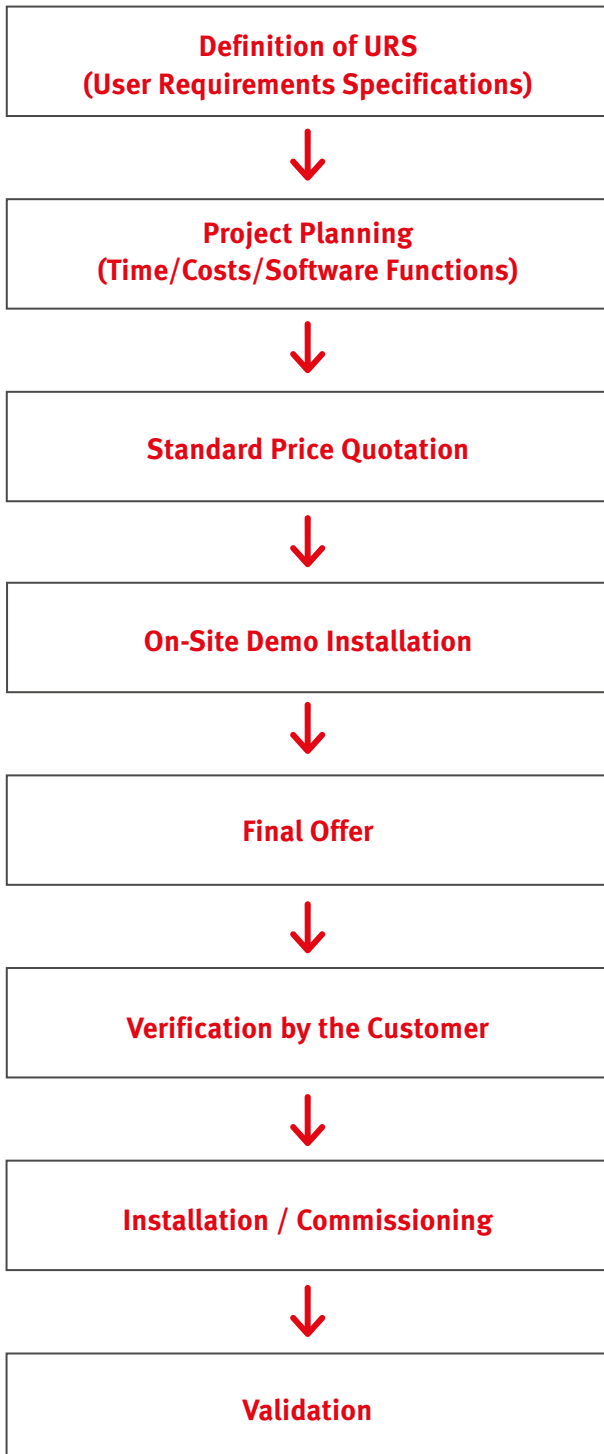 Definition of URS
(User Requirements Specifications)
Project Planning
(Time/Costs/Software Functions)
Standard Price Quotation
On-Site Demo Installation
Final Offer
Verification by the Customer
Installation / Commissioning
Validation